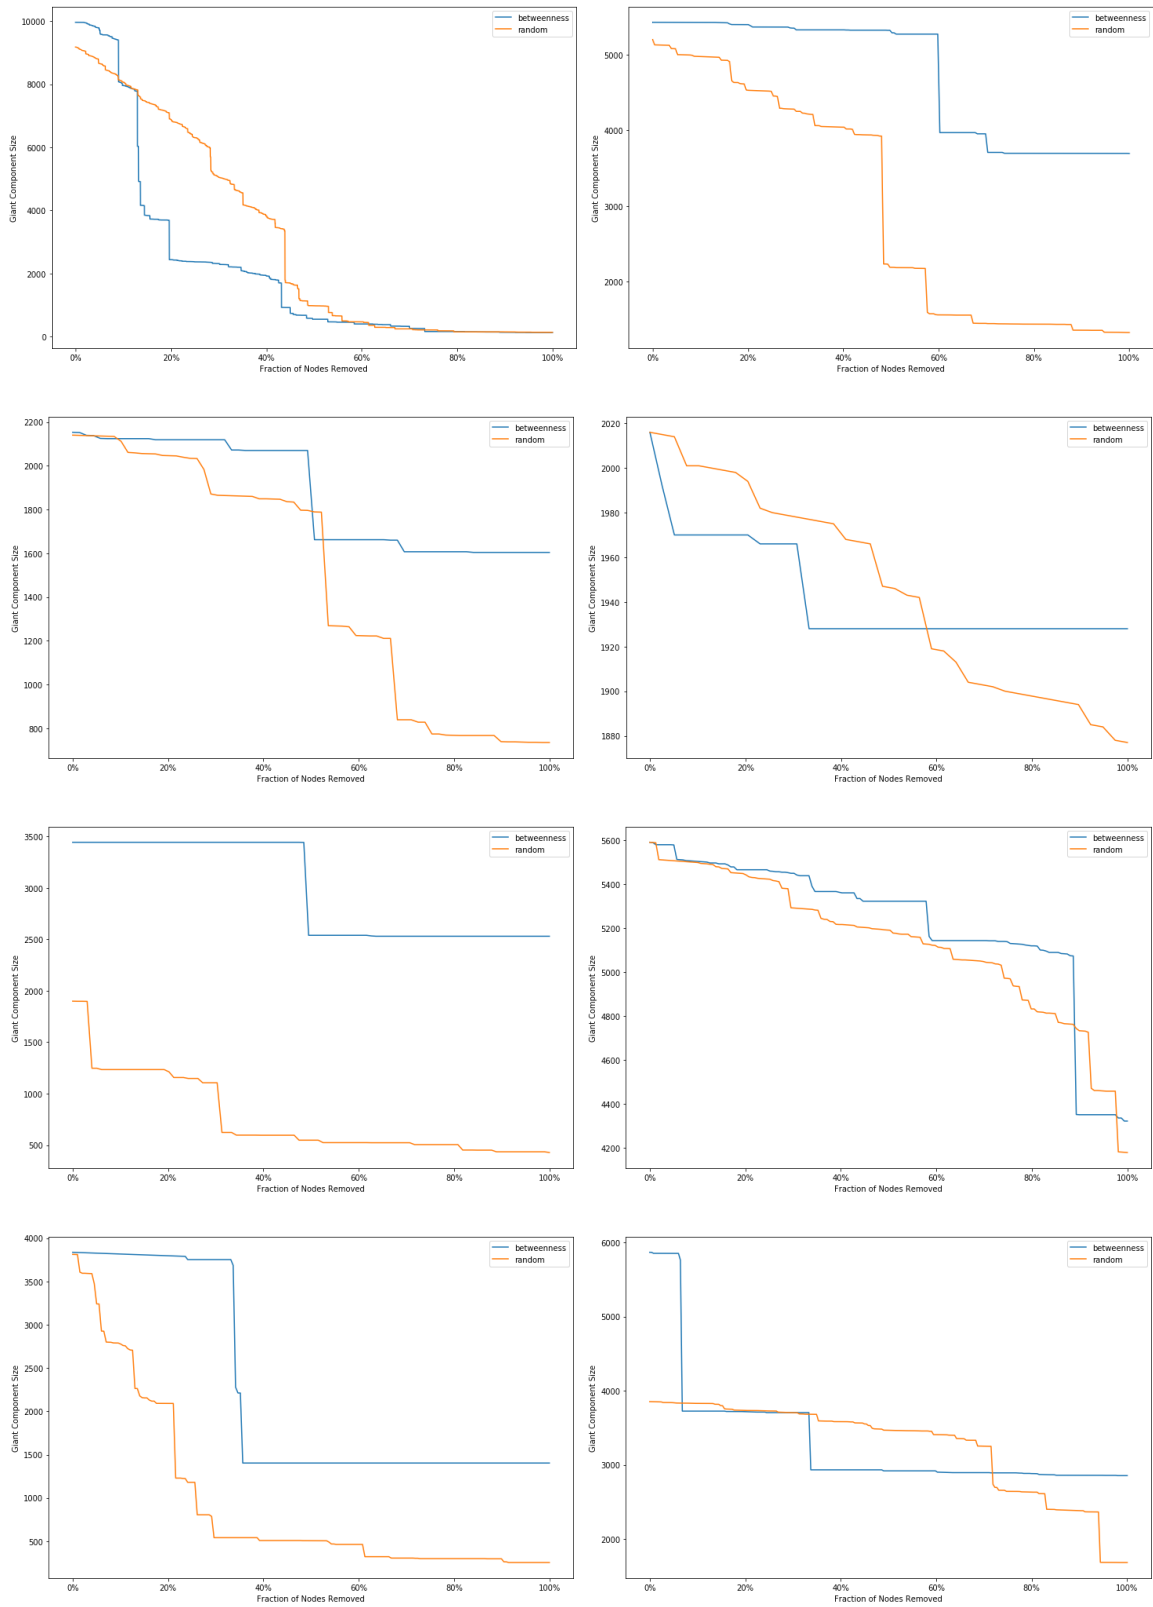 betweenness
random
10000
8000
6000
4000
2000
0
Giant Component Size
0% 20% 40% 60% 80% 100%
Fraction of Nodes Removed
betweenness
random
5000
4000
3000
2000
Giant Component Size
0% 20% 40% 60% 80% 100%
Fraction of Nodes Removed
betweenness
random
2200
2000
1800
1600
1400
1200
1000
800
Giant Component Size
0% 20% 40% 60% 80% 100%
Fraction of Nodes Removed
betweenness
random
2020
2000
1980
1960
1940
1920
1900
1880
Giant Component Size
0% 20% 40% 60% 80% 100%
Fraction of Nodes Removed
betweenness
random
3500
3000
2500
2000
1500
1000
500
Giant Component Size
0% 20% 40% 60% 80% 100%
Fraction of Nodes Removed
betweenness
random
5600
5400
5200
5000
4800
4600
4400
4200
Giant Component Size
0% 20% 40% 60% 80% 100%
Fraction of Nodes Removed
betweenness
random
4000
3500
3000
2500
2000
1500
1000
500
Giant Component Size
0% 20% 40% 60% 80% 100%
Fraction of Nodes Removed
betweenness
random
6000
5000
4000
3000
2000
Giant Component Size
0% 20% 40% 60% 80% 100%
Fraction of Nodes Removed